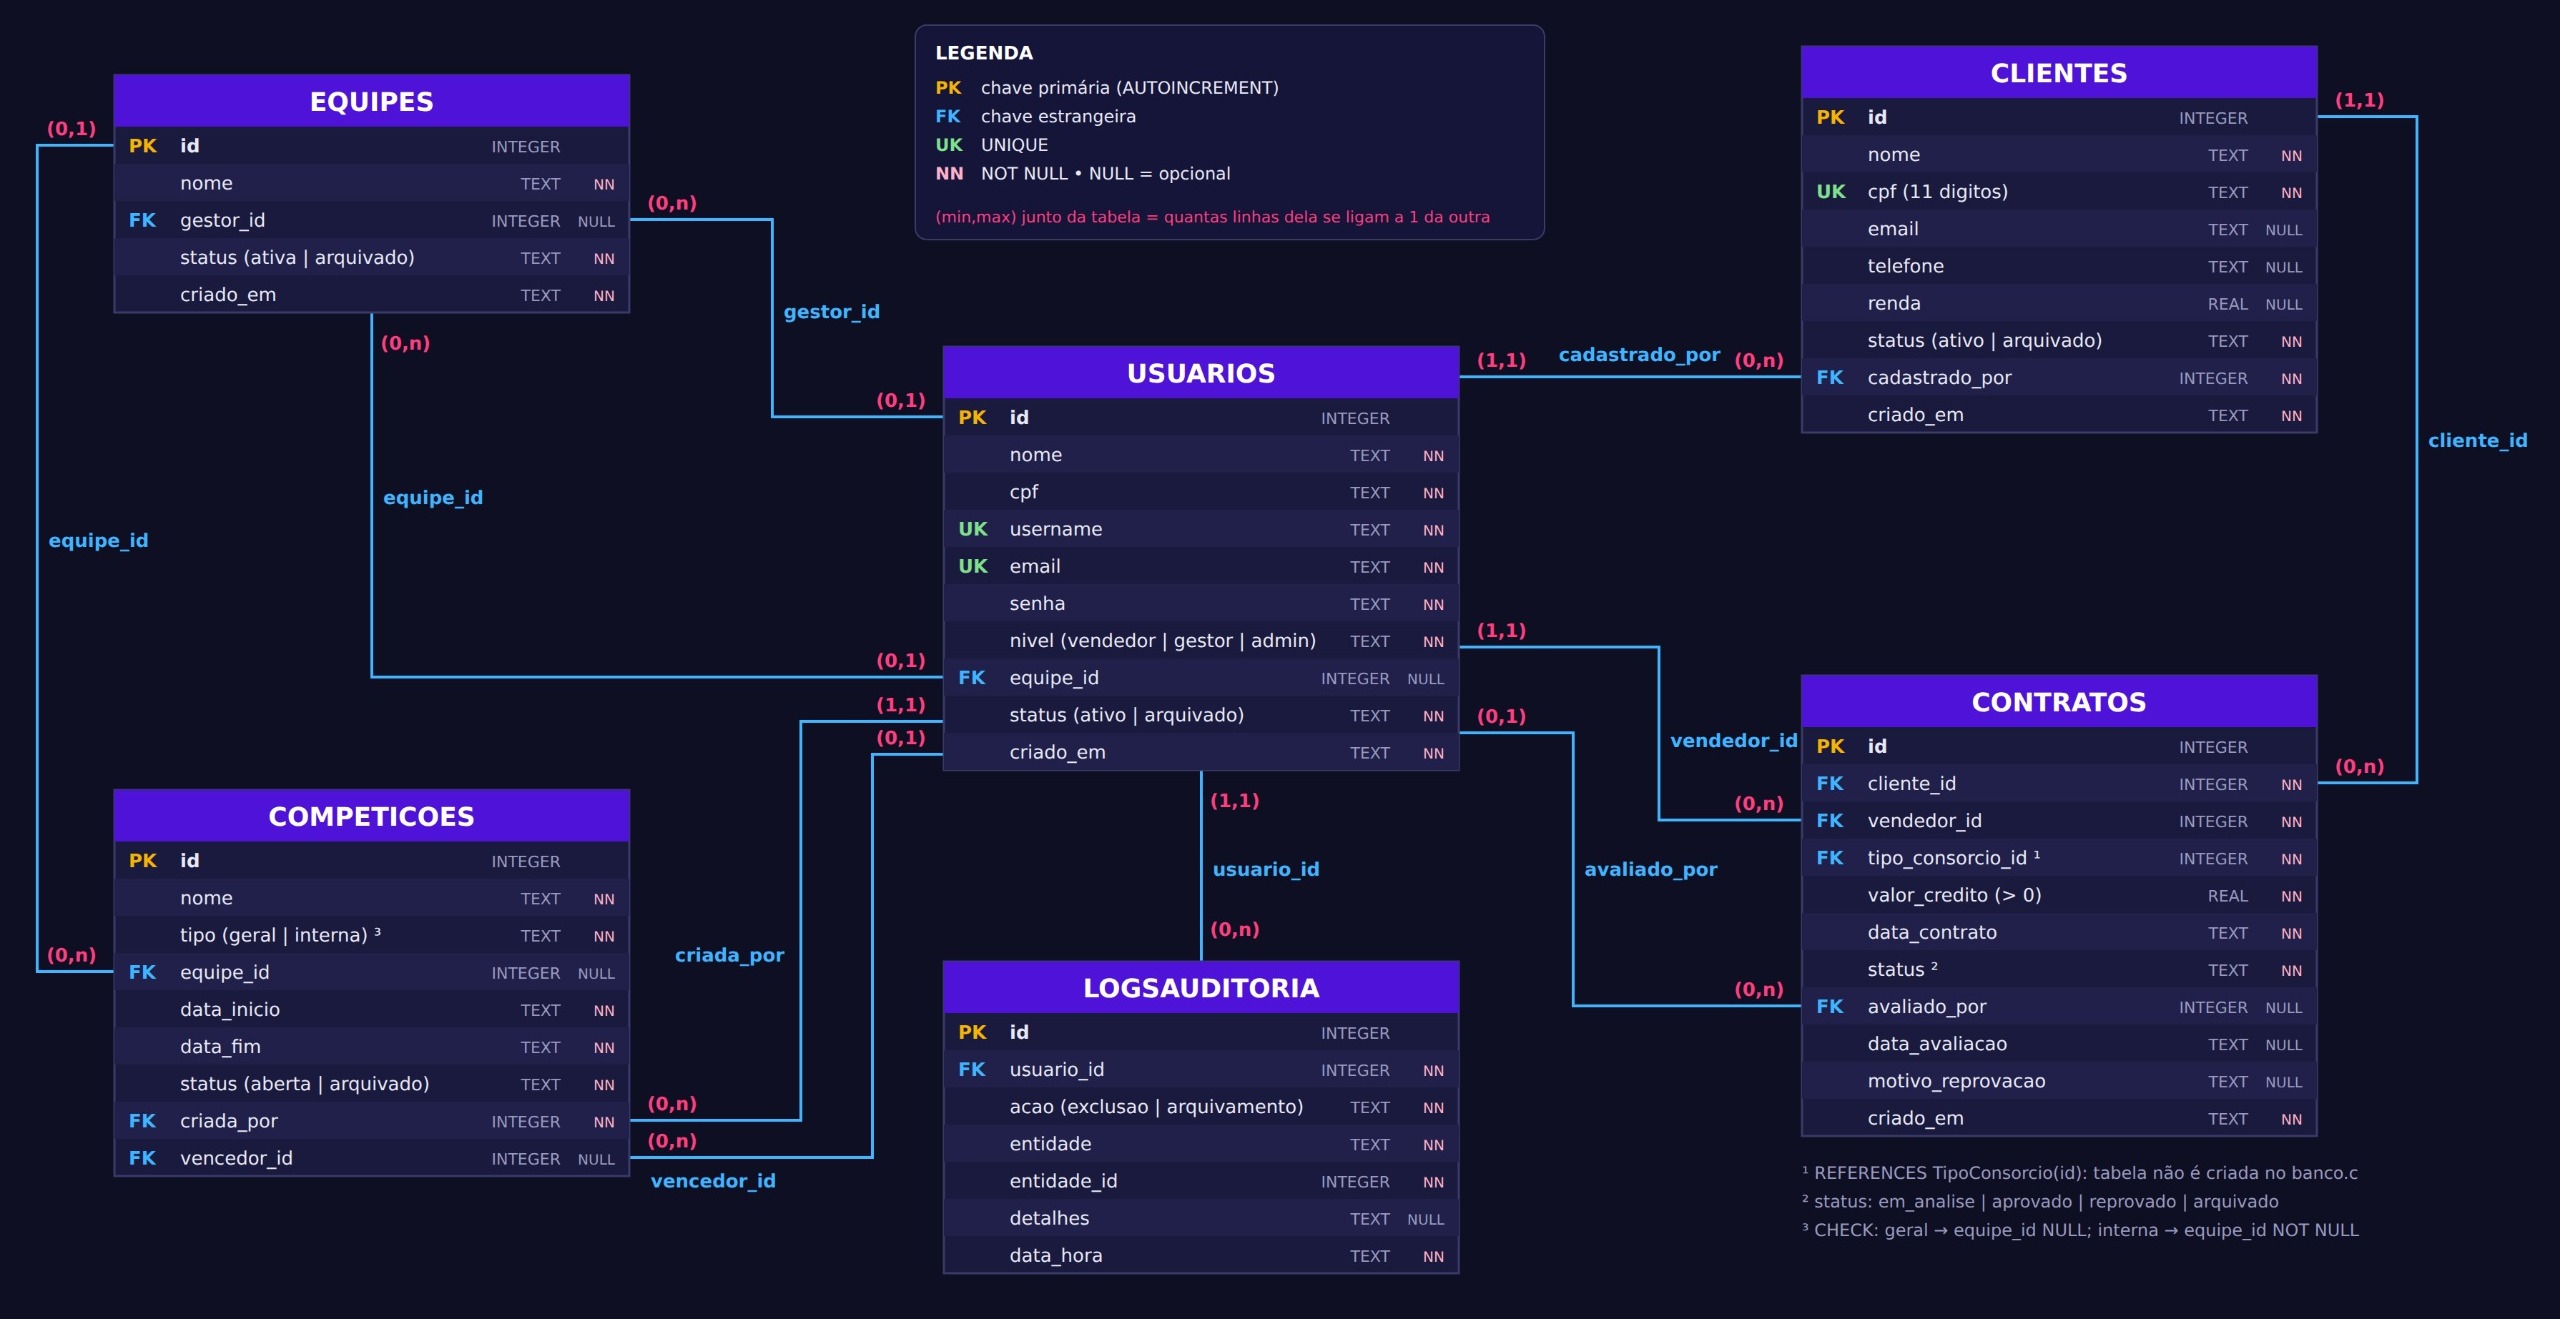 LEGENDA
PK chave primária (AUTOINCREMENT)
FK chave estrangeira
UK UNIQUE
NN NOT NULL • NULL = opcional
(min,max) junto da tabela = quantas linhas dela se ligam a 1 da outra
EQUIPES
PK id INTEGER
nome TEXT NN
FK gestor_id INTEGER NULL
status (ativa | arquivado) TEXT NN
criado_em TEXT NN
(0,1)
(0,n)
gestor_id
(0,1)
(0,n)
equipe_id
(0,1)
equipe_id
(0,n)
CLIENTES
PK id INTEGER
nome TEXT NN
UK cpf (11 digitos) TEXT NN
email TEXT NULL
telefone TEXT NULL
renda REAL NULL
status (ativo | arquivado) TEXT NN
FK cadastrado_por INTEGER NN
criado_em TEXT NN
(1,1)
cliente_id
(0,n)
(1,1) cadastrado_por (0,n)
USUARIOS
PK id INTEGER
nome TEXT NN
cpf TEXT NN
UK username TEXT NN
UK email TEXT NN
senha TEXT NN
nivel (vendedor | gestor | admin) TEXT NN
FK equipe_id INTEGER NULL
status (ativo | arquivado) TEXT NN
criado_em TEXT NN
(1,1)
vendedor_id
(0,n)
(0,1)
avaliado_por
(0,n)
(1,1)
(0,1)
criada_por
(0,n)
(0,n)
vencedor_id
(1,1)
usuario_id
(0,n)
COMPETICOES
PK id INTEGER
nome TEXT NN
tipo (geral | interna) ³ TEXT NN
FK equipe_id INTEGER NULL
data_inicio TEXT NN
data_fim TEXT NN
status (aberta | arquivado) TEXT NN
FK criada_por INTEGER NN
FK vencedor_id INTEGER NULL
LOGSAUDITORIA
PK id INTEGER
FK usuario_id INTEGER NN
acao (exclusao | arquivamento) TEXT NN
entidade TEXT NN
entidade_id INTEGER NN
detalhes TEXT NULL
data_hora TEXT NN
CONTRATOS
PK id INTEGER
FK cliente_id INTEGER NN
FK vendedor_id INTEGER NN
FK tipo_consorcio_id ¹ INTEGER NN
valor_credito (> 0) REAL NN
data_contrato TEXT NN
status ² TEXT NN
FK avaliado_por INTEGER NULL
data_avaliacao TEXT NULL
motivo_reprovacao TEXT NULL
criado_em TEXT NN
¹ REFERENCES TipoConsorcio(id): tabela não é criada no banco.c
² status: em_analise | aprovado | reprovado | arquivado
³ CHECK: geral → equipe_id NULL; interna → equipe_id NOT NULL